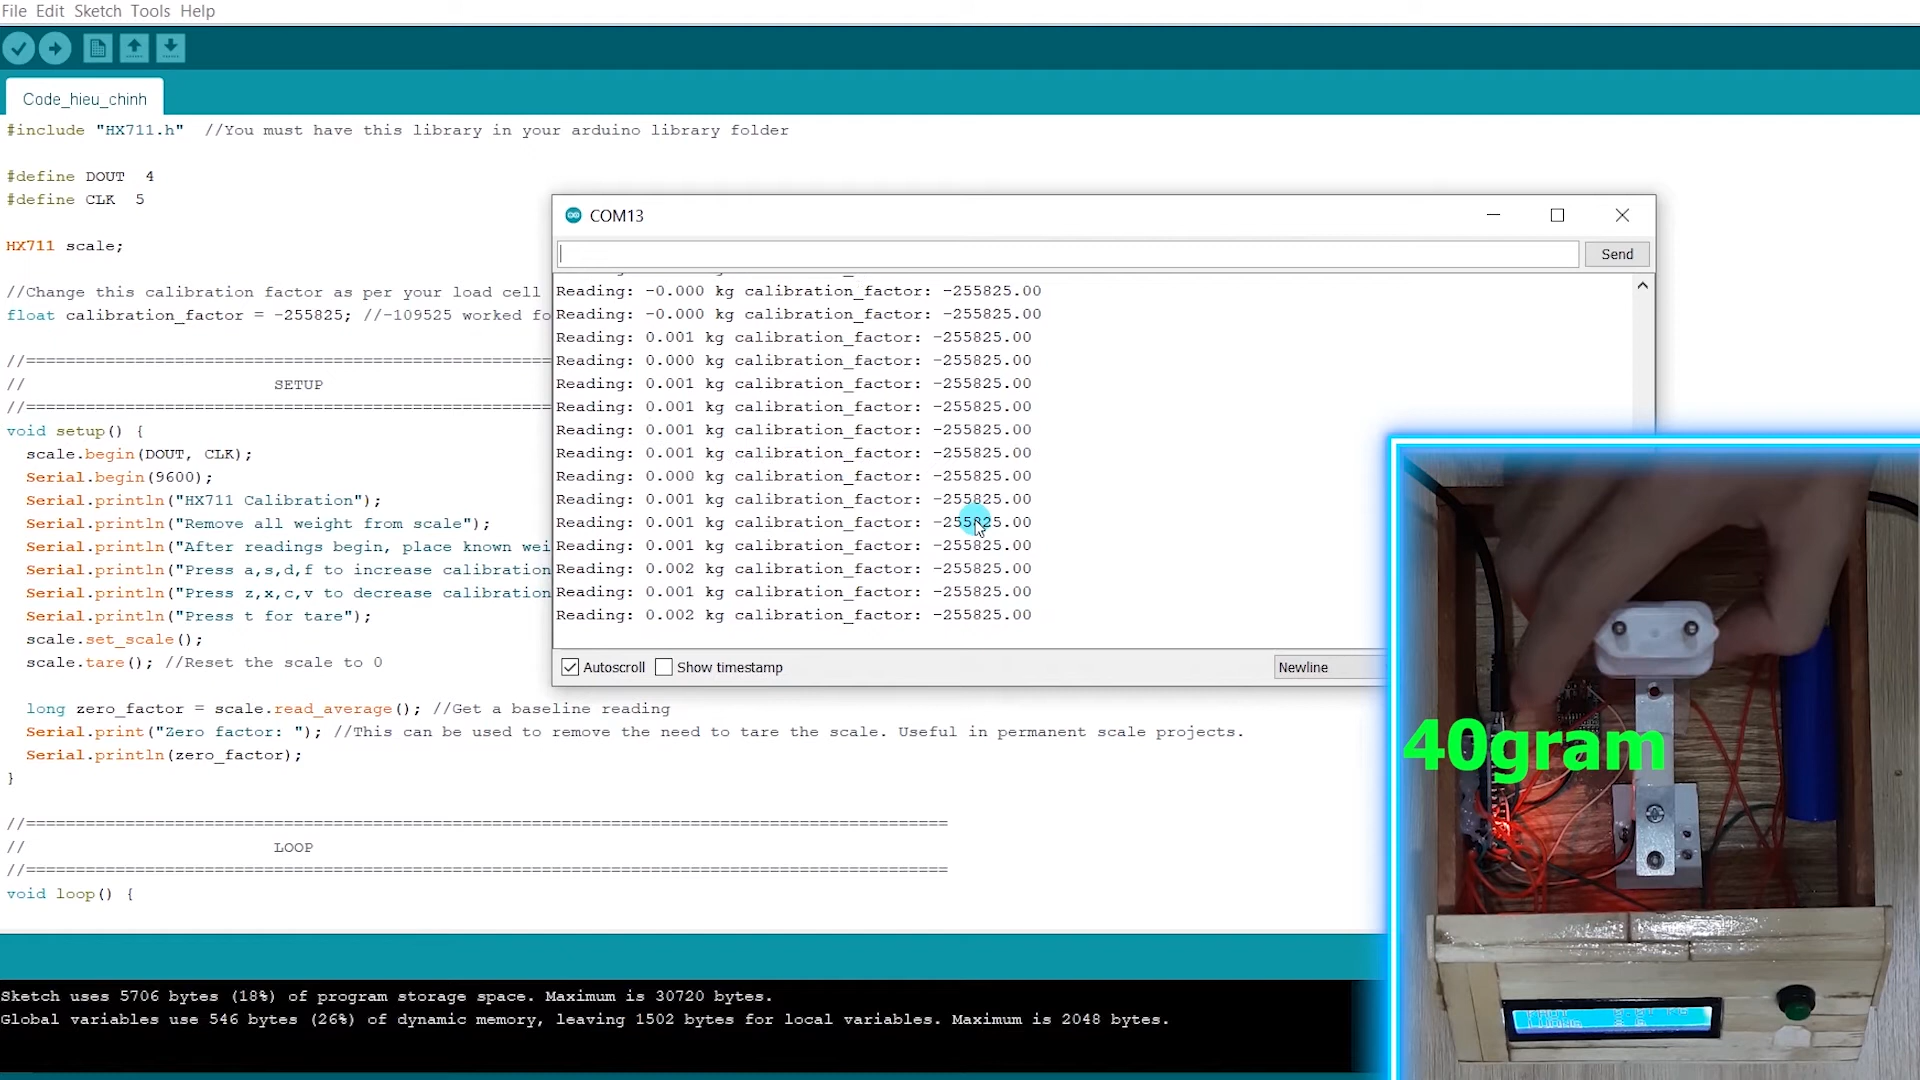 File Edit Sketch Tools Help
Code_hieu_chinh
#include "HX711.h" //You must have this library in your arduino library folder
#define DOUT 4
#define CLK 5
HX711 scale;
//Change this calibration factor as per your load cell
float calibration_factor = -255825; //-109525 worked fo
//=====================================================
// SETUP
//=====================================================
void setup() {
scale.begin(DOUT, CLK);
Serial.begin(9600);
Serial.println("HX711 Calibration");
Serial.println("Remove all weight from scale");
Serial.println("After readings begin, place known wei
Serial.println("Press a,s,d,f to increase calibration
Serial.println("Press z,x,c,v to decrease calibration
Serial.println("Press t for tare");
scale.set_scale();
scale.tare(); //Reset the scale to 0
long zero_factor = scale.read_average(); //Get a baseline reading
Serial.print("Zero factor: "); //This can be used to remove the need to tare the scale. Useful in permanent scale projects.
Serial.println(zero_factor);
}
//=============================================================================================
// LOOP
//=============================================================================================
void loop() {
Sketch uses 5706 bytes (18%) of program storage space. Maximum is 30720 bytes.
Global variables use 546 bytes (26%) of dynamic memory, leaving 1502 bytes for local variables. Maximum is 2048 bytes.
COM13
Send
Reading: -0.000 kg calibration_factor: -255825.00
Reading: -0.000 kg calibration_factor: -255825.00
Reading: 0.001 kg calibration_factor: -255825.00
Reading: 0.000 kg calibration_factor: -255825.00
Reading: 0.001 kg calibration_factor: -255825.00
Reading: 0.001 kg calibration_factor: -255825.00
Reading: 0.001 kg calibration_factor: -255825.00
Reading: 0.001 kg calibration_factor: -255825.00
Reading: 0.000 kg calibration_factor: -255825.00
Reading: 0.001 kg calibration_factor: -255825.00
Reading: 0.001 kg calibration_factor: -255825.00
Reading: 0.001 kg calibration_factor: -255825.00
Reading: 0.002 kg calibration_factor: -255825.00
Reading: 0.001 kg calibration_factor: -255825.00
Reading: 0.002 kg calibration_factor: -255825.00
Autoscroll Show timestamp Newline
40gram